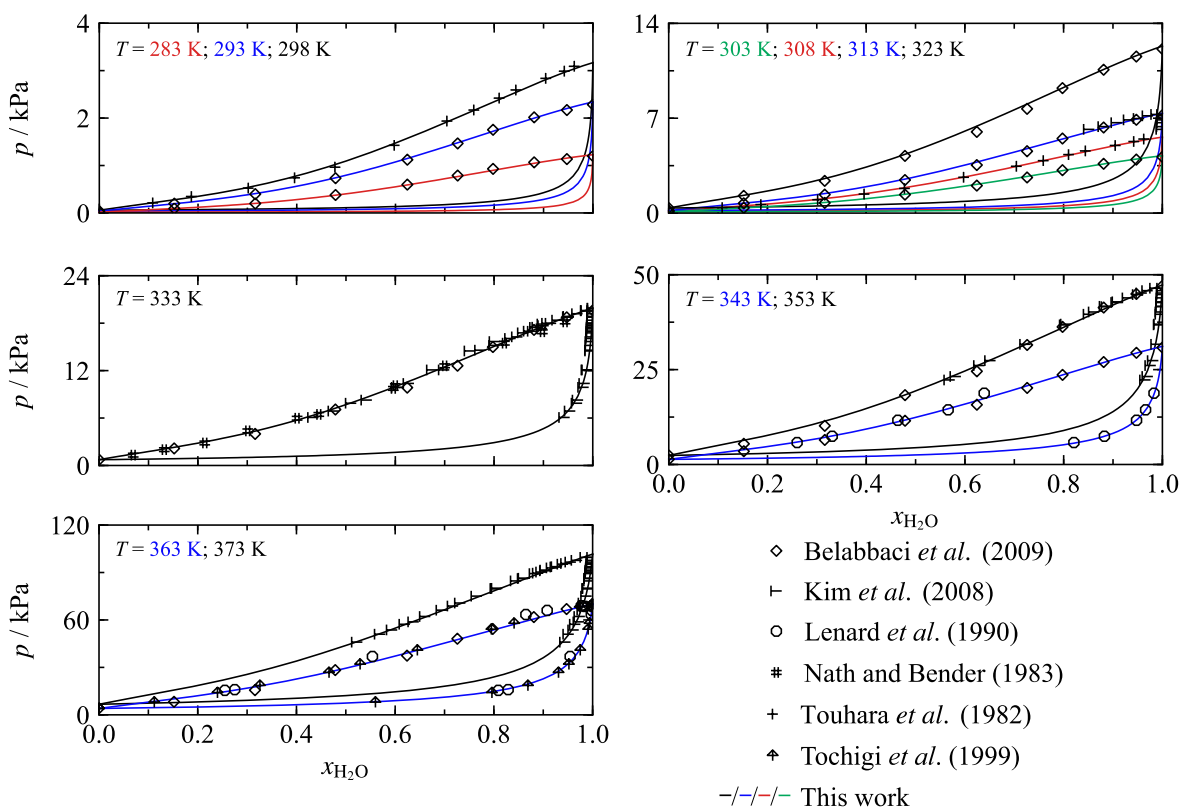 4
2
0
p / kPa
T = 283 K; 293 K; 298 K
14
7
0
T = 303 K; 308 K; 313 K; 323 K
24
12
0
p / kPa
T = 333 K
50
25
0
T = 343 K; 353 K
0.0 0.2 0.4 0.6 0.8 1.0
xH2O
120
60
0
p / kPa
T = 363 K; 373 K
0.0 0.2 0.4 0.6 0.8 1.0
xH2O
Belabbaci et al. (2009)
Kim et al. (2008)
Lenard et al. (1990)
Nath and Bender (1983)
Touhara et al. (1982)
Tochigi et al. (1999)
–/–/–/– This work